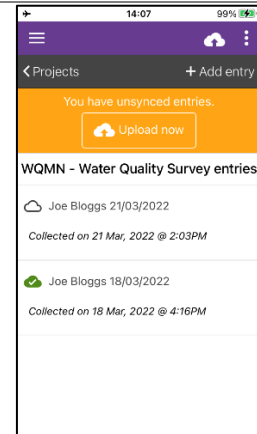 14:07
99%
Projects
+ Add entry
You have unsynced entries.
Upload now
WQMN - Water Quality Survey entries
Joe Bloggs 21/03/2022
Collected on 21 Mar, 2022 @ 2:03PM
Joe Bloggs 18/03/2022
Collected on 18 Mar, 2022 @ 4:16PM